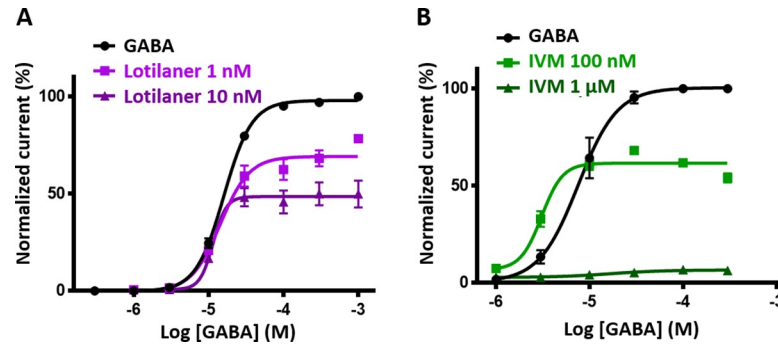 A
GABA
Lotilaner 1 nM
Lotilaner 10 nM
Normalized current (%)
100
50
0
-6
-5
-4
-3
Log [GABA] (M)
B
GABA
IVM 100 nM
IVM 1 µM
Normalized current (%)
100
50
0
-6
-5
-4
-3
Log [GABA] (M)